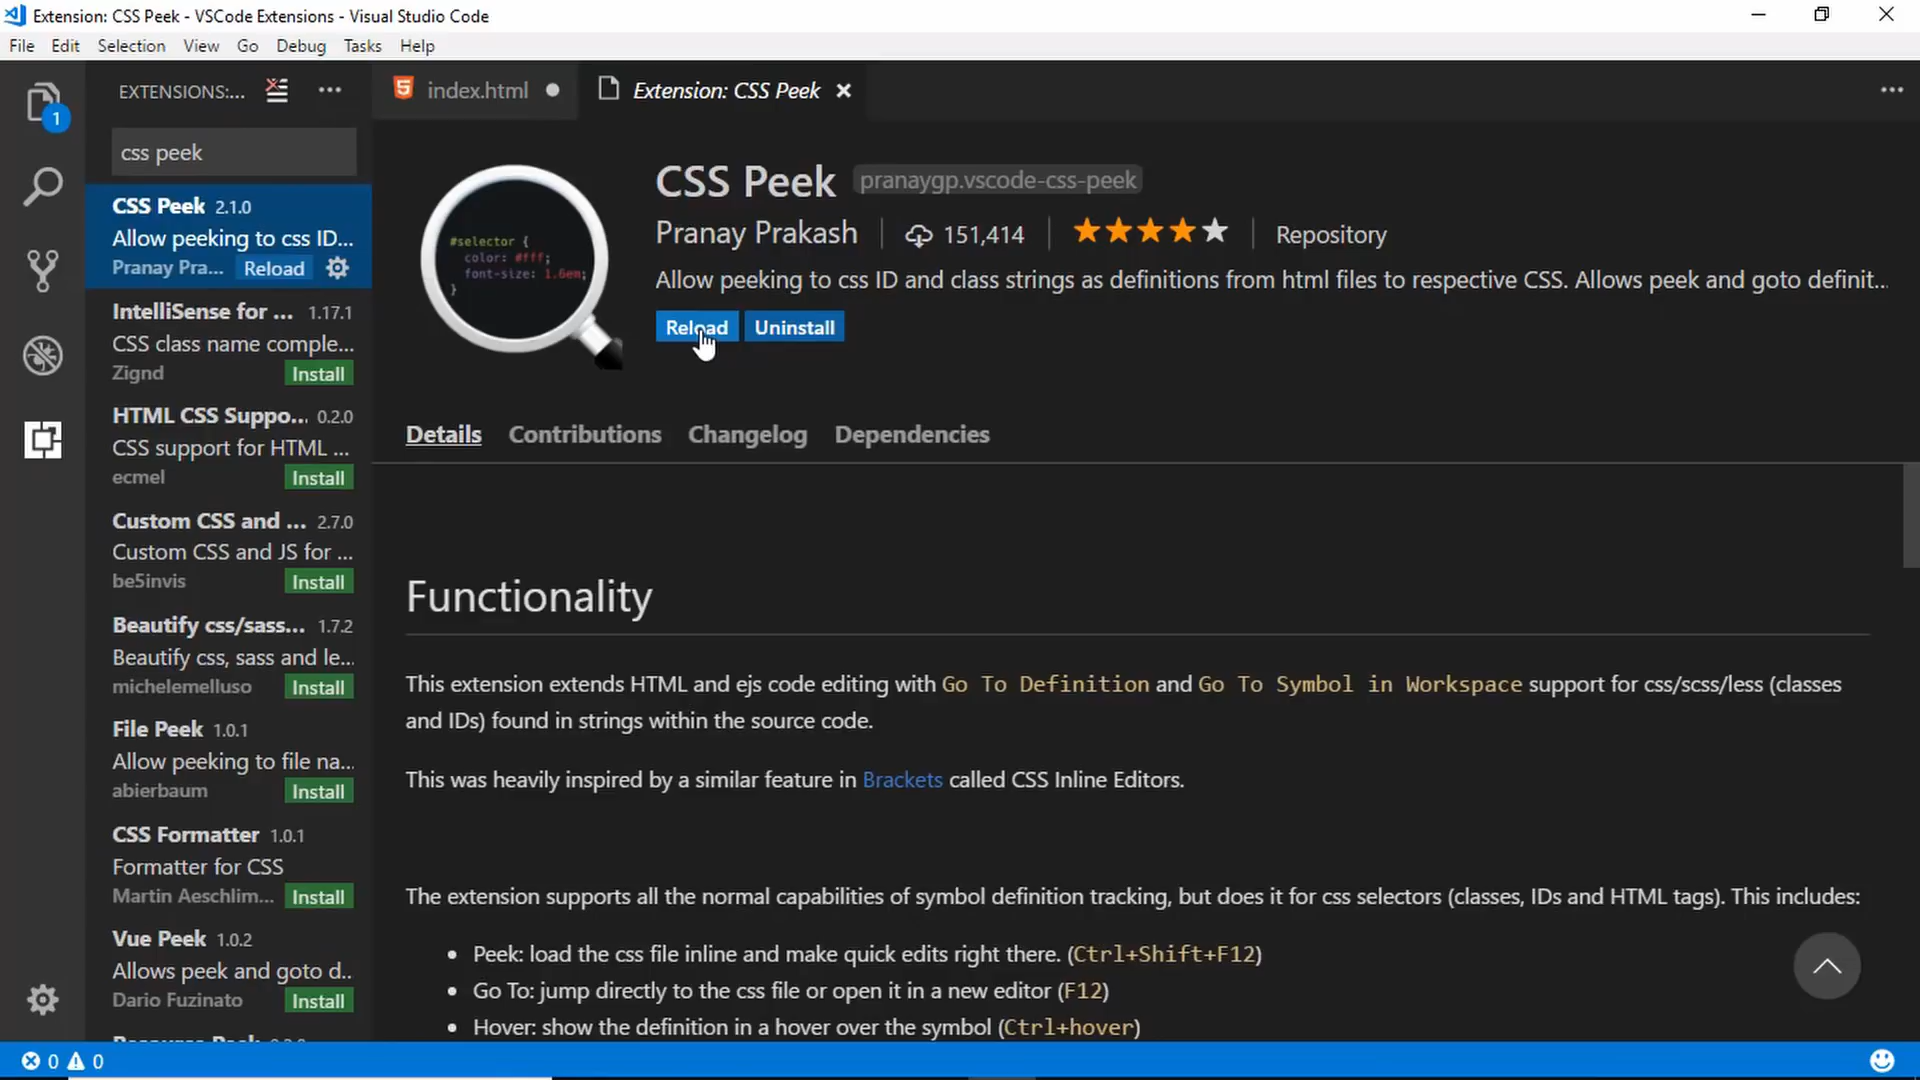 Extension: CSS Peek - VSCode Extensions - Visual Studio Code
File Edit Selection View Go Debug Tasks Help
1
EXTENSIONS:...
css peek
CSS Peek 2.1.0
Allow peeking to css ID...
Pranay Pra... Reload
IntelliSense for ... 1.17.1
CSS class name comple...
Zignd Install
HTML CSS Suppo... 0.2.0
CSS support for HTML ...
ecmel Install
Custom CSS and ... 2.7.0
Custom CSS and JS for ...
be5invis Install
Beautify css/sass... 1.7.2
Beautify css, sass and le...
michelemelluso Install
File Peek 1.0.1
Allow peeking to file na...
abierbaum Install
CSS Formatter 1.0.1
Formatter for CSS
Martin Aeschlim... Install
Vue Peek 1.0.2
Allows peek and goto d...
Dario Fuzinato Install
index.html
Extension: CSS Peek
#selector {
color: #fff;
font-size: 1.6em;
}
CSS Peek pranaygp.vscode-css-peek
Pranay Prakash 151,414 Repository
Allow peeking to css ID and class strings as definitions from html files to respective CSS. Allows peek and goto definit...
Reload Uninstall
Details Contributions Changelog Dependencies
Functionality
This extension extends HTML and ejs code editing with Go To Definition and Go To Symbol in Workspace support for css/scss/less (classes
and IDs) found in strings within the source code.
This was heavily inspired by a similar feature in Brackets called CSS Inline Editors.
The extension supports all the normal capabilities of symbol definition tracking, but does it for css selectors (classes, IDs and HTML tags). This includes:
• Peek: load the css file inline and make quick edits right there. (Ctrl+Shift+F12)
• Go To: jump directly to the css file or open it in a new editor (F12)
• Hover: show the definition in a hover over the symbol (Ctrl+hover)
0 0